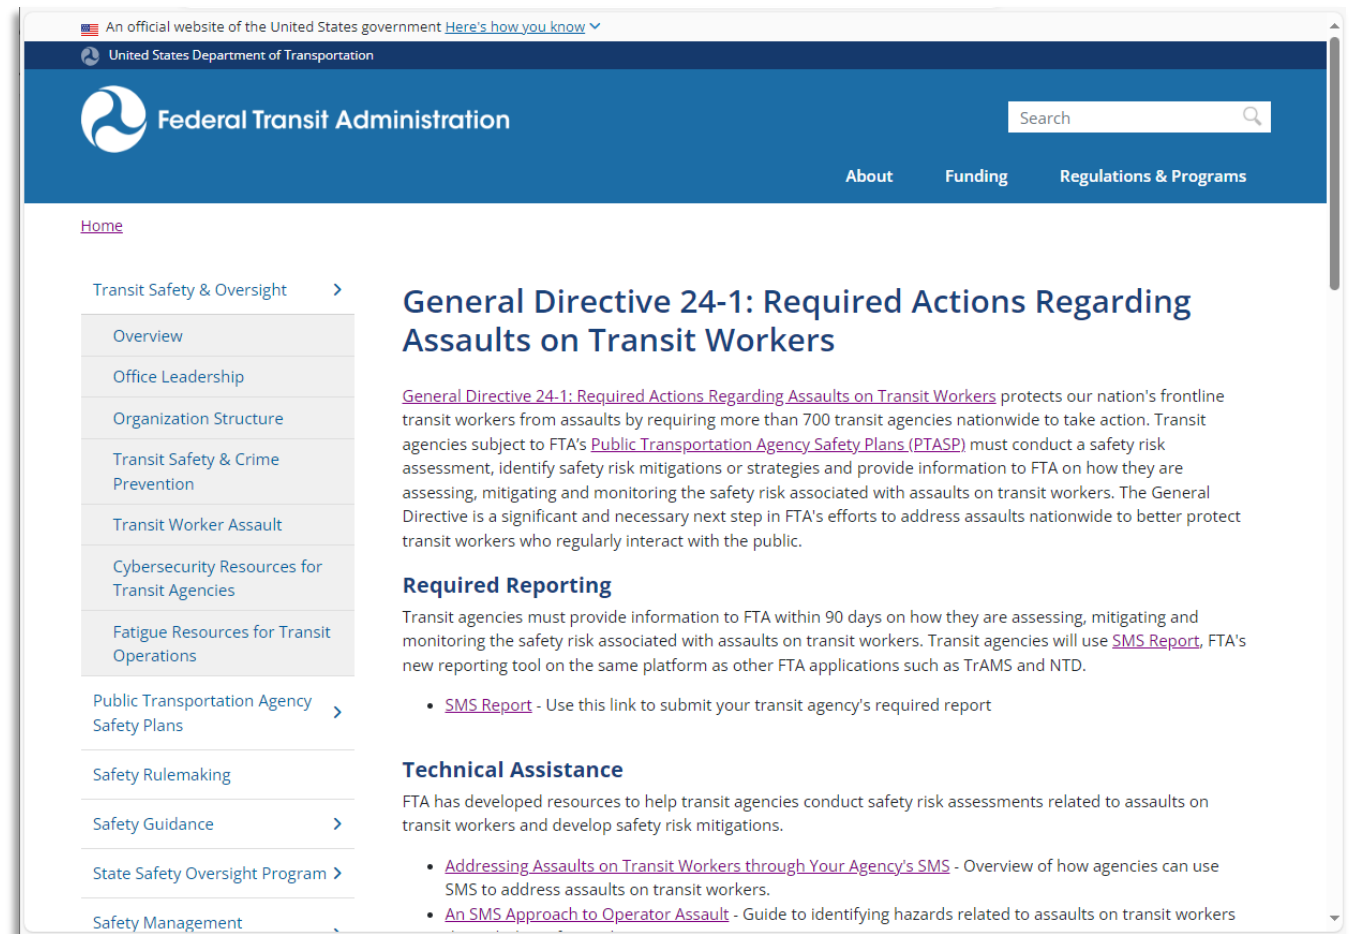 An official website of the United States government Here's how you know
United States Department of Transportation
Federal Transit Administration
Search
About Funding Regulations & Programs
Home
Transit Safety & Oversight
Overview
Office Leadership
Organization Structure
Transit Safety & Crime
Prevention
Transit Worker Assault
Cybersecurity Resources for
Transit Agencies
Fatigue Resources for Transit
Operations
Public Transportation Agency
Safety Plans
Safety Rulemaking
Safety Guidance
State Safety Oversight Program
Safety Management
General Directive 24-1: Required Actions Regarding
Assaults on Transit Workers
General Directive 24-1: Required Actions Regarding Assaults on Transit Workers protects our nation's frontline
transit workers from assaults by requiring more than 700 transit agencies nationwide to take action. Transit
agencies subject to FTA's Public Transportation Agency Safety Plans (PTASP) must conduct a safety risk
assessment, identify safety risk mitigations or strategies and provide information to FTA on how they are
assessing, mitigating and monitoring the safety risk associated with assaults on transit workers. The General
Directive is a significant and necessary next step in FTA's efforts to address assaults nationwide to better protect
transit workers who regularly interact with the public.
Required Reporting
Transit agencies must provide information to FTA within 90 days on how they are assessing, mitigating and
monitoring the safety risk associated with assaults on transit workers. Transit agencies will use SMS Report, FTA's
new reporting tool on the same platform as other FTA applications such as TrAMS and NTD.
• SMS Report - Use this link to submit your transit agency's required report
Technical Assistance
FTA has developed resources to help transit agencies conduct safety risk assessments related to assaults on
transit workers and develop safety risk mitigations.
• Addressing Assaults on Transit Workers through Your Agency's SMS - Overview of how agencies can use
SMS to address assaults on transit workers.
• An SMS Approach to Operator Assault - Guide to identifying hazards related to assaults on transit workers